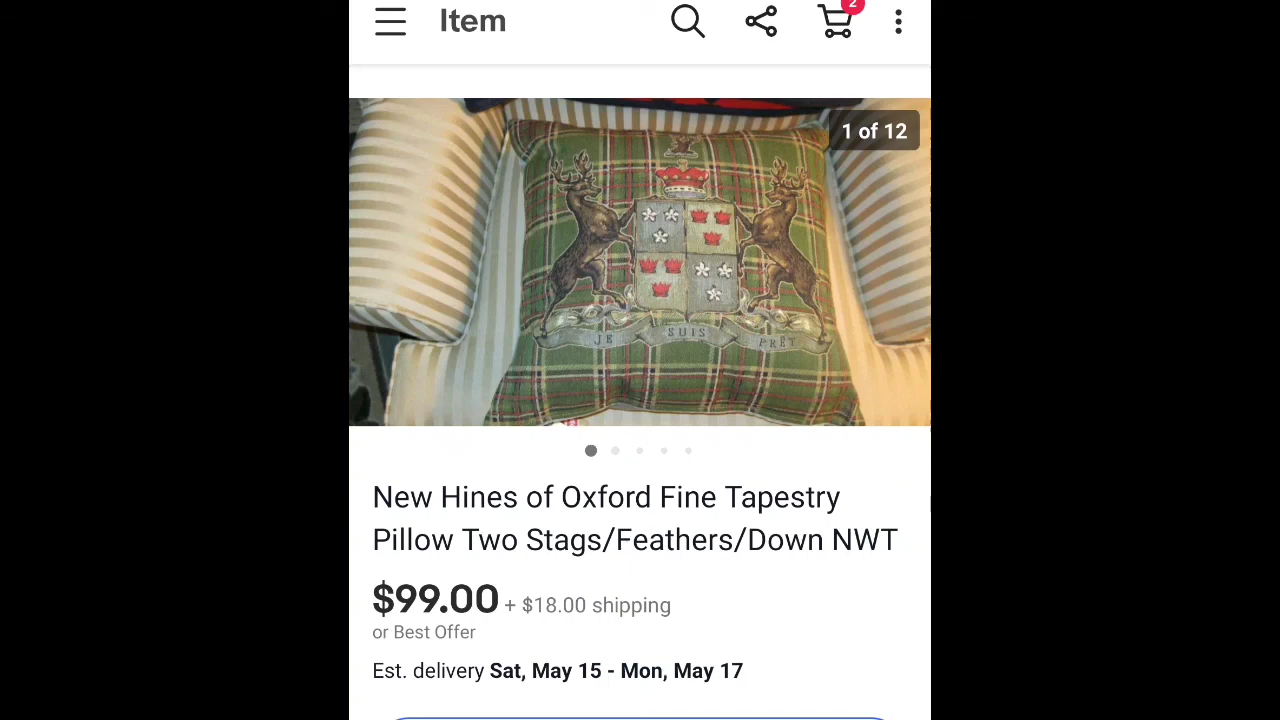 Item
2
1 of 12
JE SUIS PRÊT
New Hines of Oxford Fine Tapestry
Pillow Two Stags/Feathers/Down NWT
$99.00 + $18.00 shipping
or Best Offer
Est. delivery Sat, May 15 - Mon, May 17